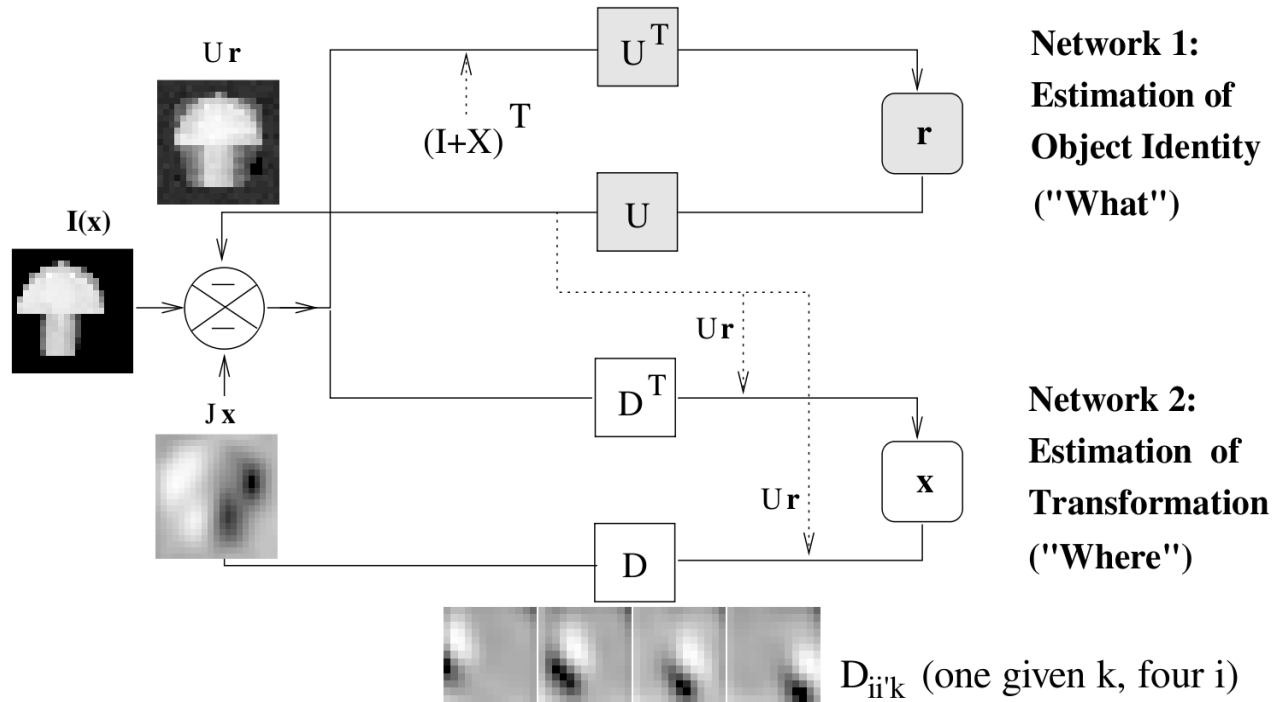 U r
I(x)
J x
(I+X)^T
U^T
r
U
U r
D^T
x
U r
D
D_ii'k (one given k, four i)
Network 1:
Estimation of
Object Identity
("What")
Network 2:
Estimation of
Transformation
("Where")